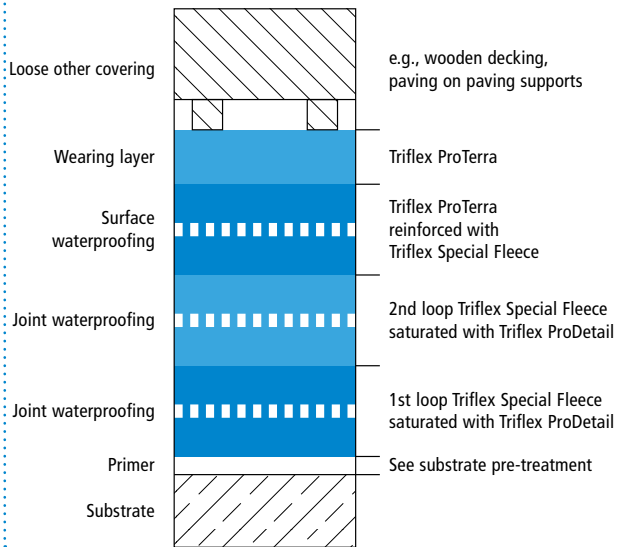 Loose other covering
e.g., wooden decking,
paving on paving supports
Wearing layer
Triflex ProTerra
Surface
waterproofing
Triflex ProTerra
reinforced with
Triflex Special Fleece
Joint waterproofing
2nd loop Triflex Special Fleece
saturated with Triflex ProDetail
Joint waterproofing
1st loop Triflex Special Fleece
saturated with Triflex ProDetail
Primer
See substrate pre-treatment
Substrate